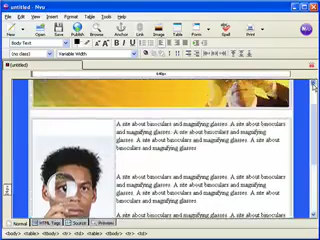 untitled - Nvu
File Edit View Insert Format Table Tools Help
New Open Save Publish Browse Anchor Link Image Table Form Spell Print
Body Text
(no class) Variable Width
(untitled)
A site about binoculars and magnifying glasses. A site about binoculars
and magnifying glasses. A site about binoculars and magnifying
glasses. A site about binoculars and magnifying glasses. A site about
binoculars and magnifying glasses
A site about binoculars and magnifying glasses. A site about binoculars
and magnifying glasses. A site about binoculars and magnifying
glasses. A site about binoculars and magnifying glasses. A site about
binoculars and magnifying glasses
A site about binoculars and magnifying glasses. A site about binoculars
Normal HTML Tags Source Preview
<body> <table> <tbody> <tr> <td> <table> <tbody> <tr> <td>